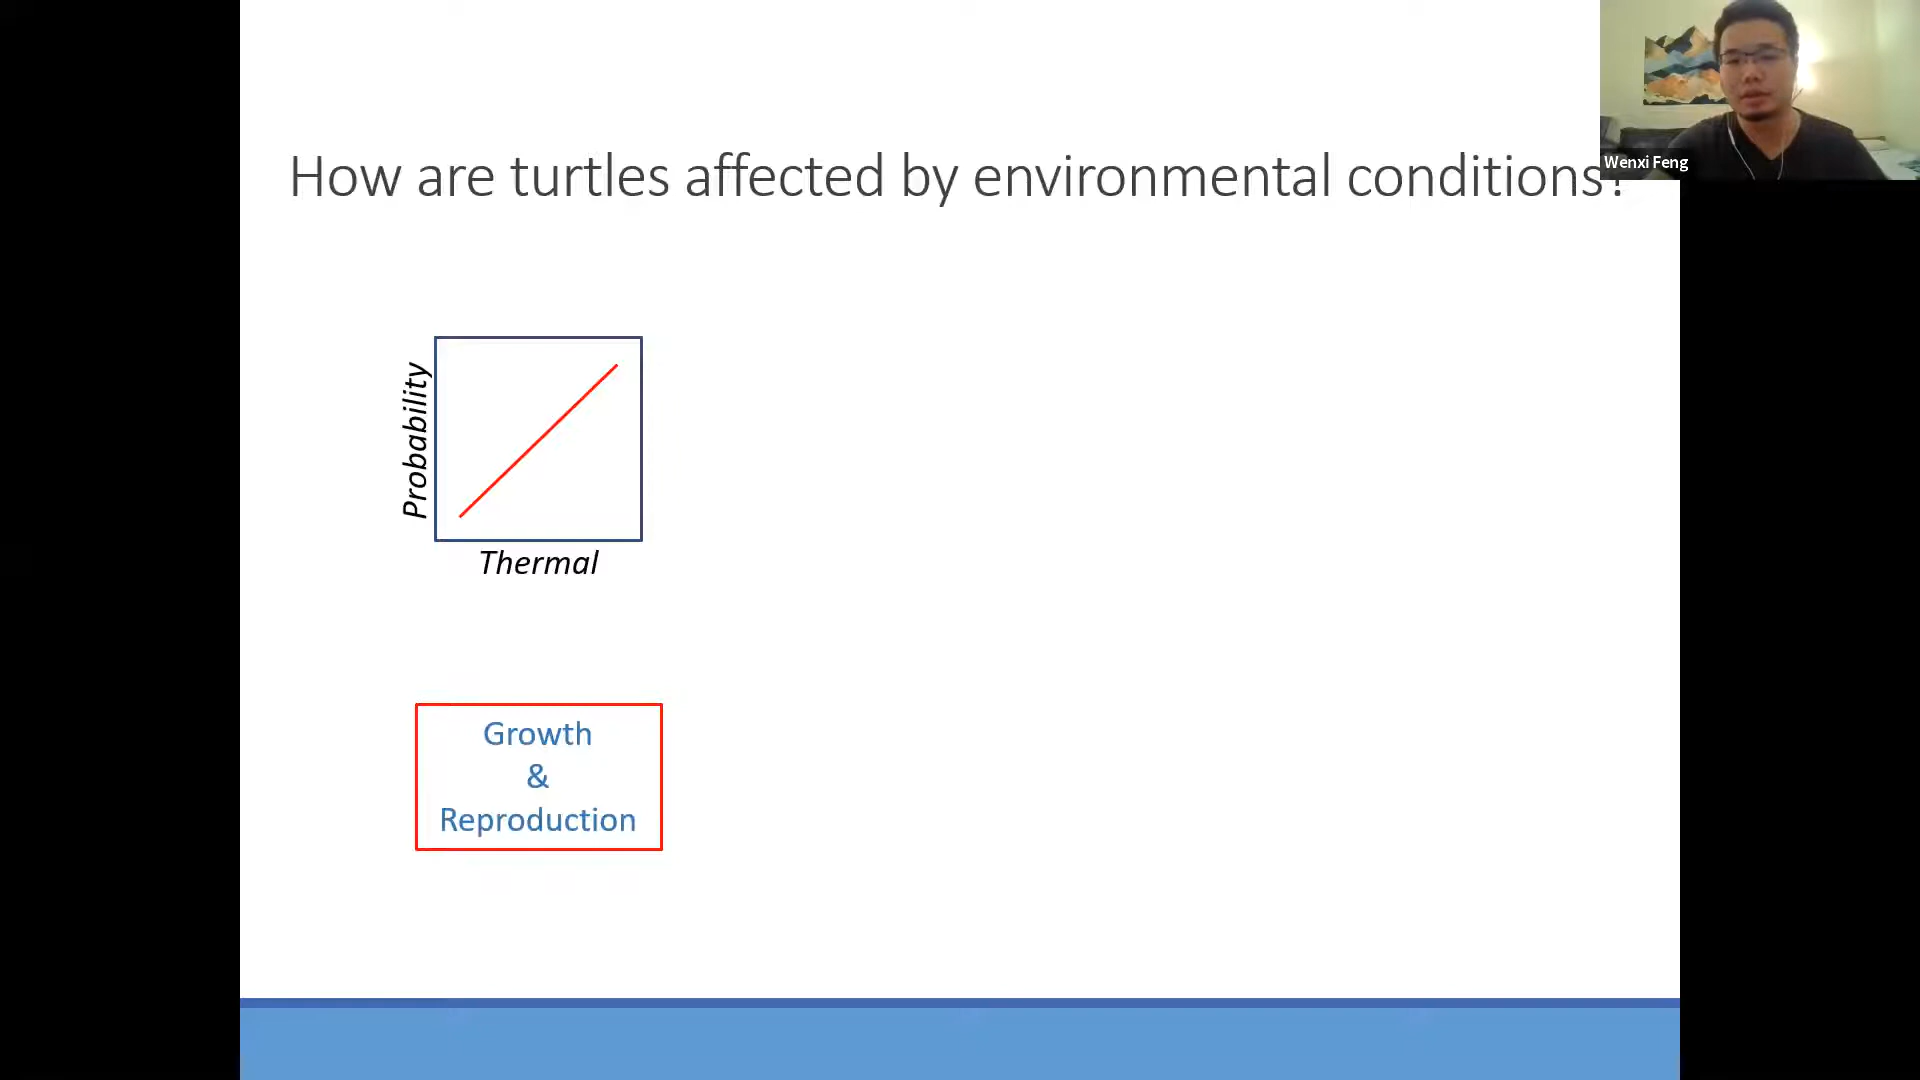 How are turtles affected by environmental conditions?
Wenxi Feng
Probability
Thermal
Growth
&
Reproduction